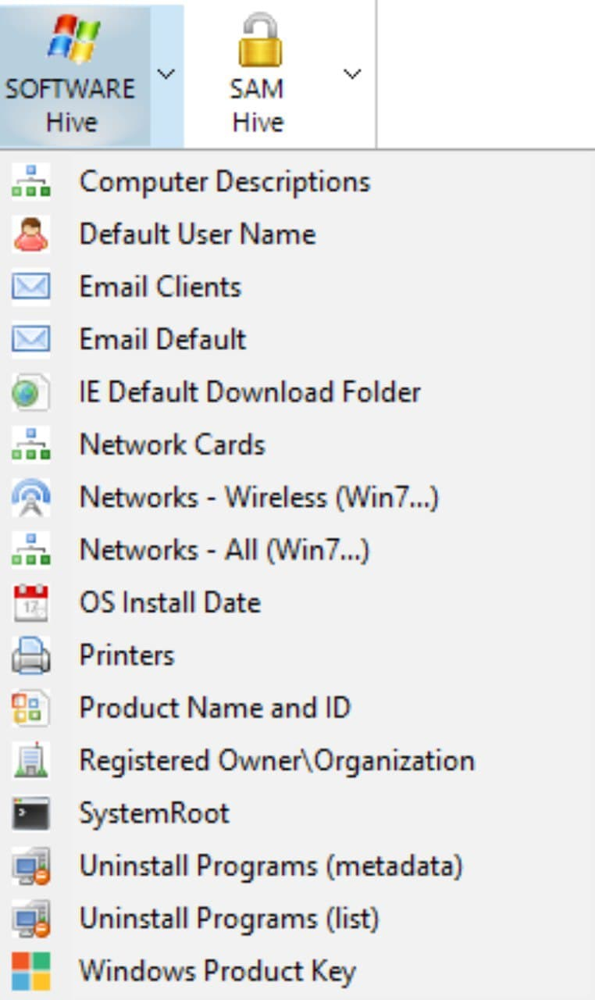 SOFTWARE
Hive
SAM
Hive
Computer Descriptions
Default User Name
Email Clients
Email Default
IE Default Download Folder
Network Cards
Networks - Wireless (Win7...)
Networks - All (Win7...)
OS Install Date
17
Printers
Product Name and ID
Registered Owner\Organization
SystemRoot
Uninstall Programs (metadata)
Uninstall Programs (list)
Windows Product Key